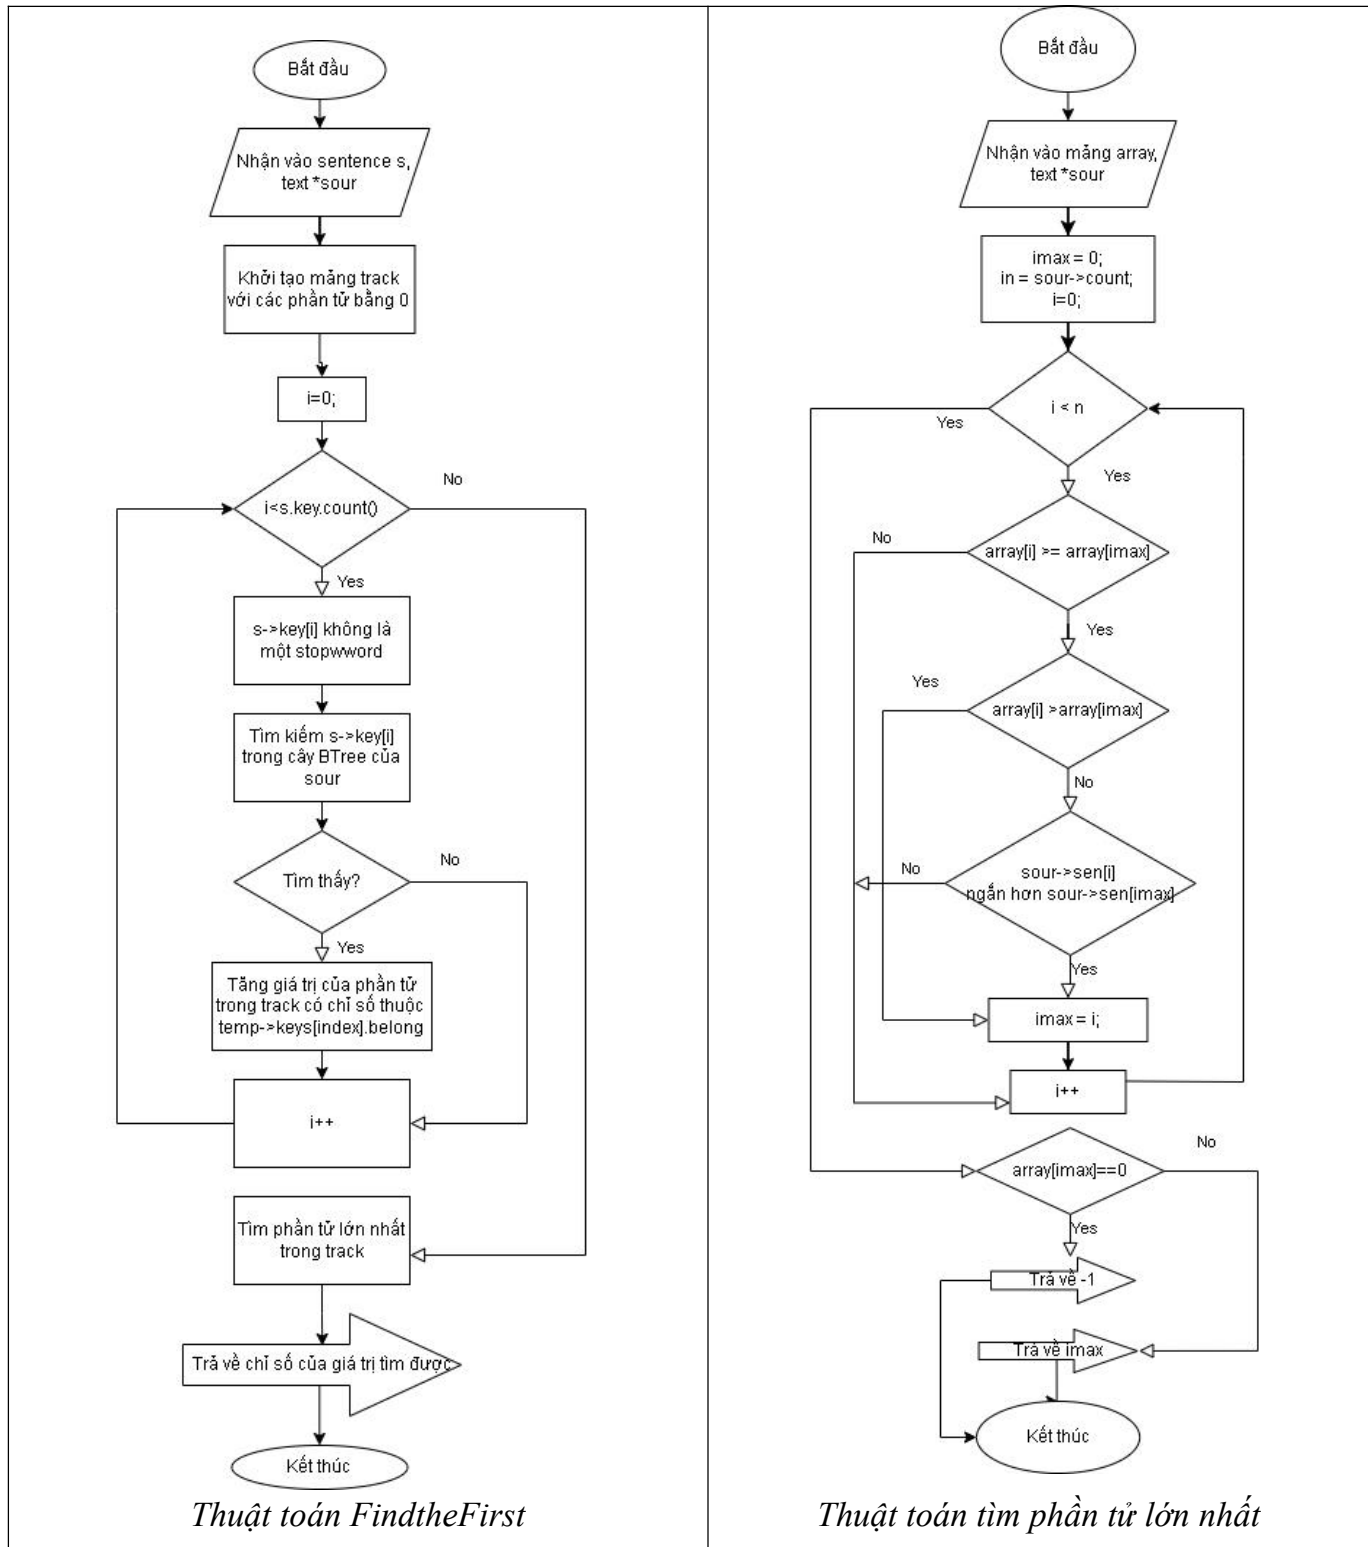 Bắt đầu
Nhận vào sentence s,
text *sour
Khởi tạo mảng track
với các phần tử bằng 0
i=0;
i<s.key.count()
No
Yes
s->key[i] không là
một stopwword
Tìm kiếm s->key[i]
trong cây BTree của
sour
Tìm thấy?
No
Yes
Tăng giá trị của phần tử
trong track có chỉ số thuộc
temp->keys[index].belong
i++
Tìm phần tử lớn nhất
trong track
Trả về chỉ số của giá trị tìm được
Kết thúc
Thuật toán FindtheFirst
Bắt đầu
Nhận vào mảng array,
text *sour
imax = 0;
in = sour->count;
i=0;
i < n
Yes
Yes
No
array[i] >= array[imax]
Yes
Yes
array[i] >array[imax]
No
sour->sen[i]
ngắn hơn sour->sen[imax]
No
Yes
imax = i;
i++
array[imax]==0
No
Yes
Trả về -1
Trả về imax
Kết thúc
Thuật toán tìm phần tử lớn nhất